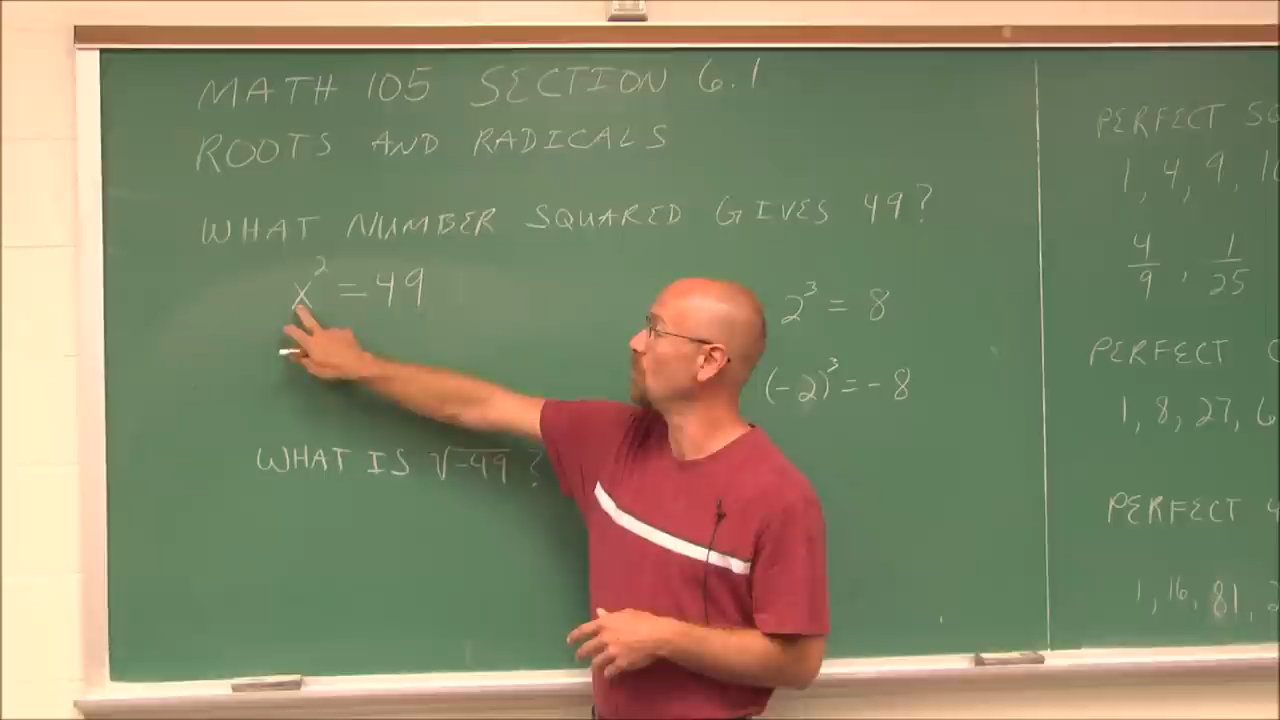 MATH 105 SECTION 6.1
ROOTS AND RADICALS
WHAT NUMBER SQUARED GIVES 49?
x² = 49
2³ = 8
(-2)³ = - 8
WHAT IS √-49 ?
PERFECT
1, 4, 9,
4/9, 1/25
PERFECT
1, 8, 27,
PERFECT
1, 16, 81,